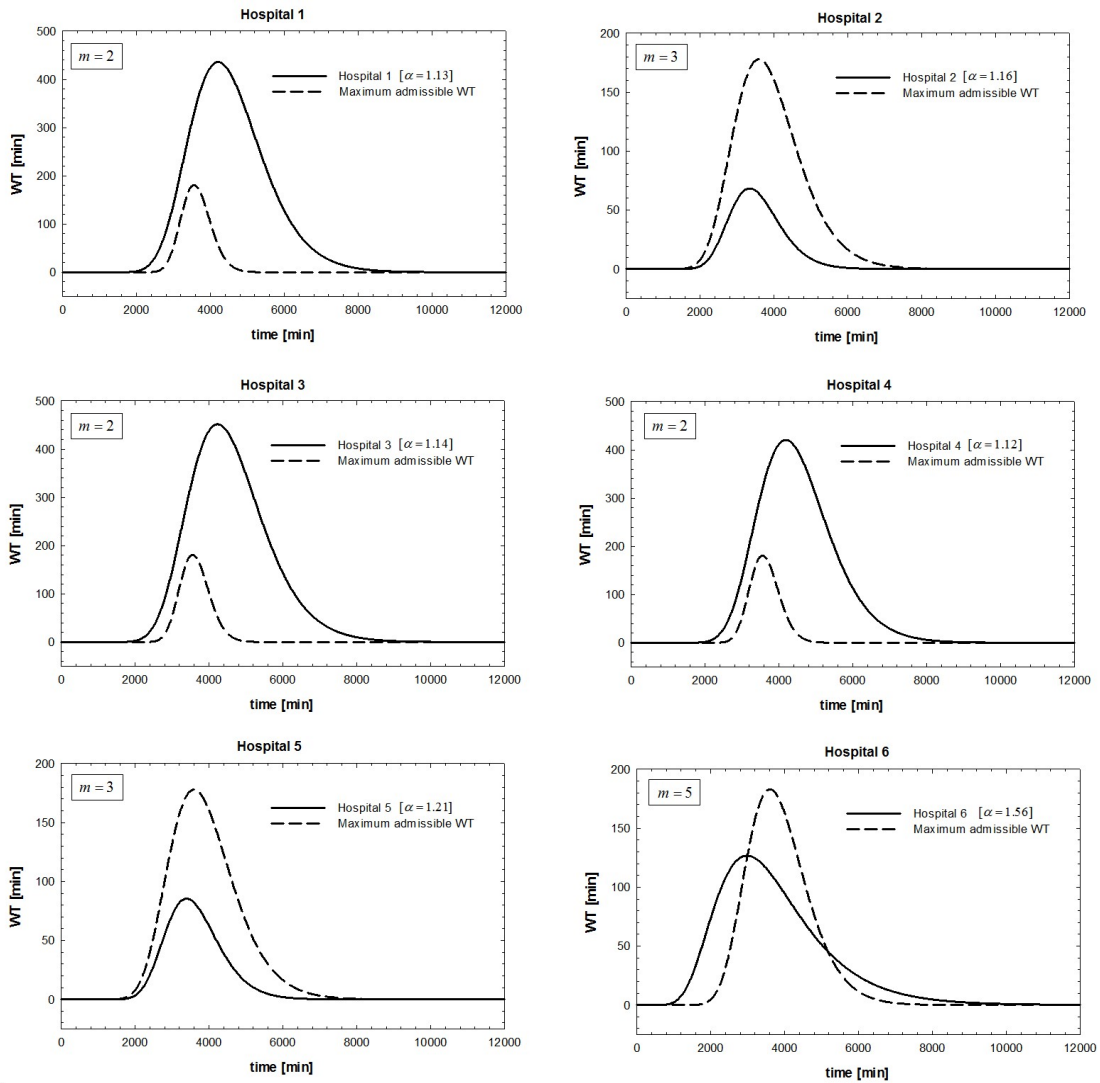 Hospital 1
m = 2
Hospital 1 [α = 1.13]
Maximum admissible WT
WT [min]
500
400
300
200
100
0
0 2000 4000 6000 8000 10000 12000
time [min]
Hospital 2
m = 3
Hospital 2 [α = 1.16]
Maximum admissible WT
WT [min]
200
150
100
50
0
0 2000 4000 6000 8000 10000 12000
time [min]
Hospital 3
m = 2
Hospital 3 [α = 1.14]
Maximum admissible WT
WT [min]
500
400
300
200
100
0
0 2000 4000 6000 8000 10000 12000
time [min]
Hospital 4
m = 2
Hospital 4 [α = 1.12]
Maximum admissible WT
WT [min]
500
400
300
200
100
0
0 2000 4000 6000 8000 10000 12000
time [min]
Hospital 5
m = 3
Hospital 5 [α = 1.21]
Maximum admissible WT
WT [min]
200
150
100
50
0
0 2000 4000 6000 8000 10000 12000
time [min]
Hospital 6
m = 5
Hospital 6 [α = 1.56]
Maximum admissible WT
WT [min]
200
150
100
50
0
0 2000 4000 6000 8000 10000 12000
time [min]